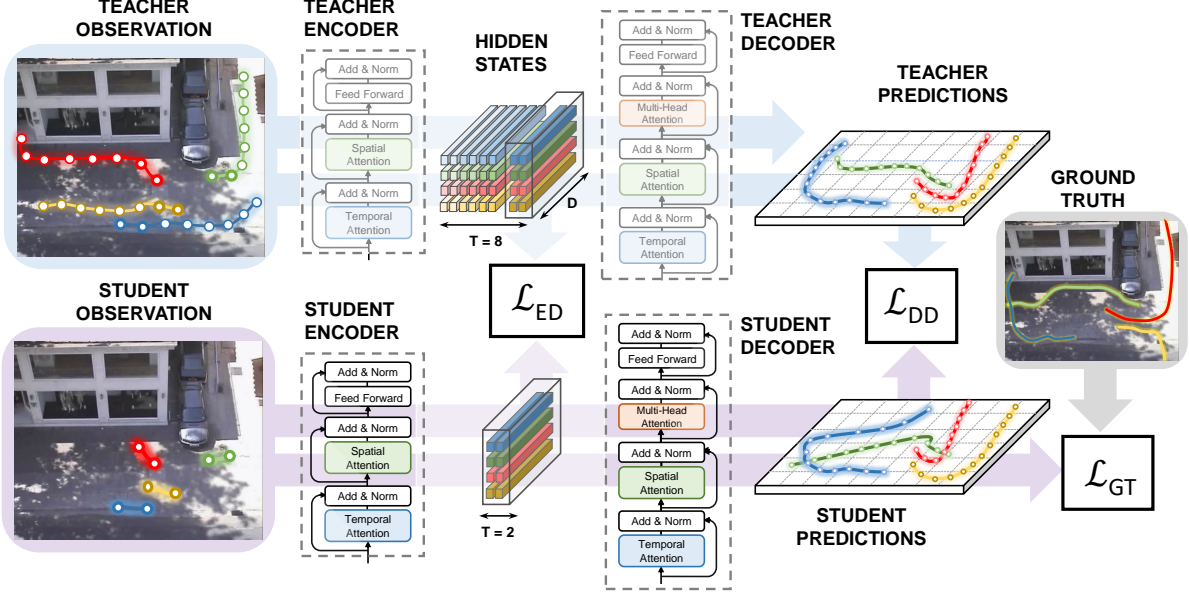 TEACHER
OBSERVATION
TEACHER
ENCODER
Add & Norm
Feed Forward
Add & Norm
Spatial
Attention
Add & Norm
Temporal
Attention
HIDDEN
STATES
D
T = 8
Add & Norm
Feed Forward
Add & Norm
Multi-Head
Attention
Add & Norm
Spatial
Attention
Add & Norm
Temporal
Attention
TEACHER
DECODER
TEACHER
PREDICTIONS
GROUND
TRUTH
ℒED
ℒDD
STUDENT
OBSERVATION
STUDENT
ENCODER
Add & Norm
Feed Forward
Add & Norm
Spatial
Attention
Add & Norm
Temporal
Attention
T = 2
Add & Norm
Feed Forward
Add & Norm
Multi-Head
Attention
Add & Norm
Spatial
Attention
Add & Norm
Temporal
Attention
STUDENT
DECODER
STUDENT
PREDICTIONS
ℒGT